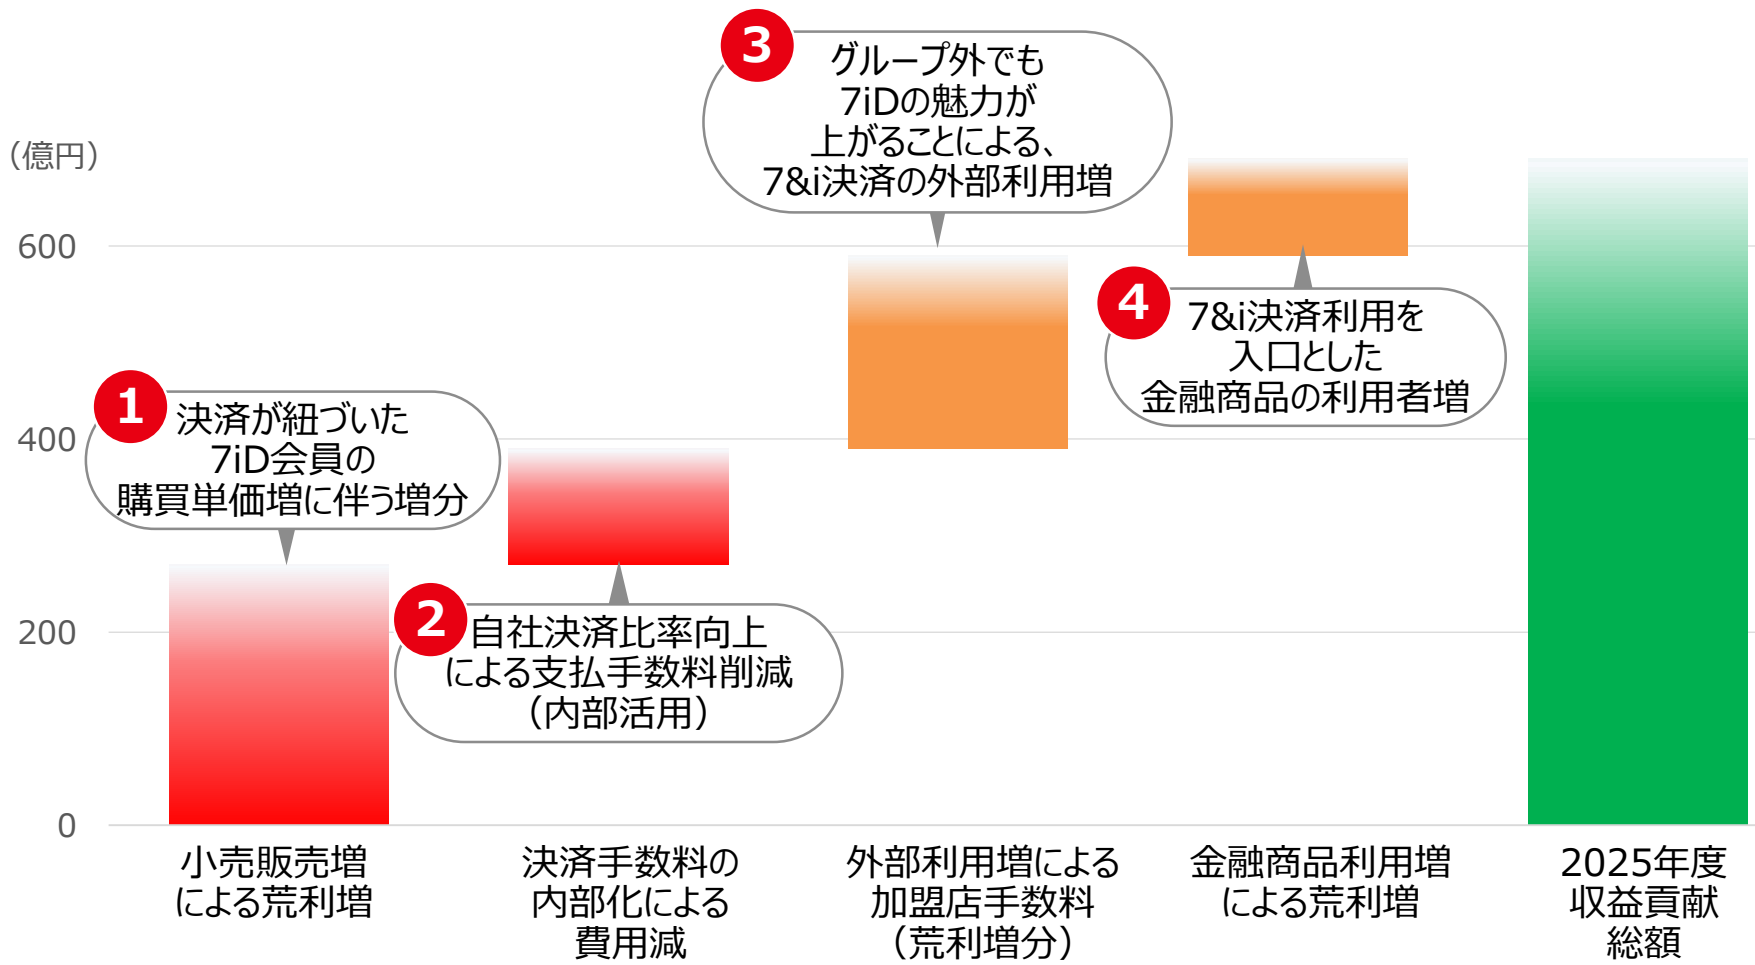 3
グループ外でも
7iDの魅力が
上がることによる、
7&i決済の外部利用増
（億円）
600
4
7&i決済利用を
入口とした
金融商品の利用者増
1
決済が紐づいた
7iD会員の
購買単価増に伴う増分
400
2
自社決済比率向上
による支払手数料削減
（内部活用）
200
0
小売販売増
による荒利増
決済手数料の
内部化による
費用減
外部利用増による
加盟店手数料
（荒利増分）
金融商品利用増
による荒利増
2025年度
収益貢献
総額